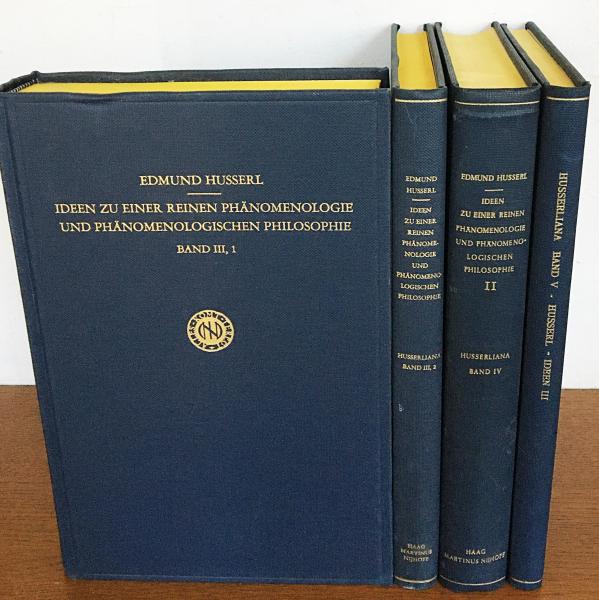 EDMUND HUSSERL
IDEEN ZU EINER REINEN PHÄNOMENOLOGIE
UND PHÄNOMENOLOGISCHEN PHILOSOPHIE
BAND III, 1
EDMUND
HUSSERL
IDEEN
ZU EINER
REINEN
PHÄNOME-
NOLOGIE
UND
PHÄNOMENO-
LOGISCHEN
PHILOSOPHIE
HUSSERLIANA
BAND III, 2
HAAG
MARTINUS
NIJHOFF
EDMUND HUSSERL
IDEEN
ZU EINER REINEN
PHÄNOMENOLOGIE
UND PHÄNOMENO-
LOGISCHEN
PHILOSOPHIE
II
HUSSERLIANA
BAND IV
HAAG
MARTINUS NIJHOFF
HUSSERLIANA BAND V - HUSSERL - IDEEN III